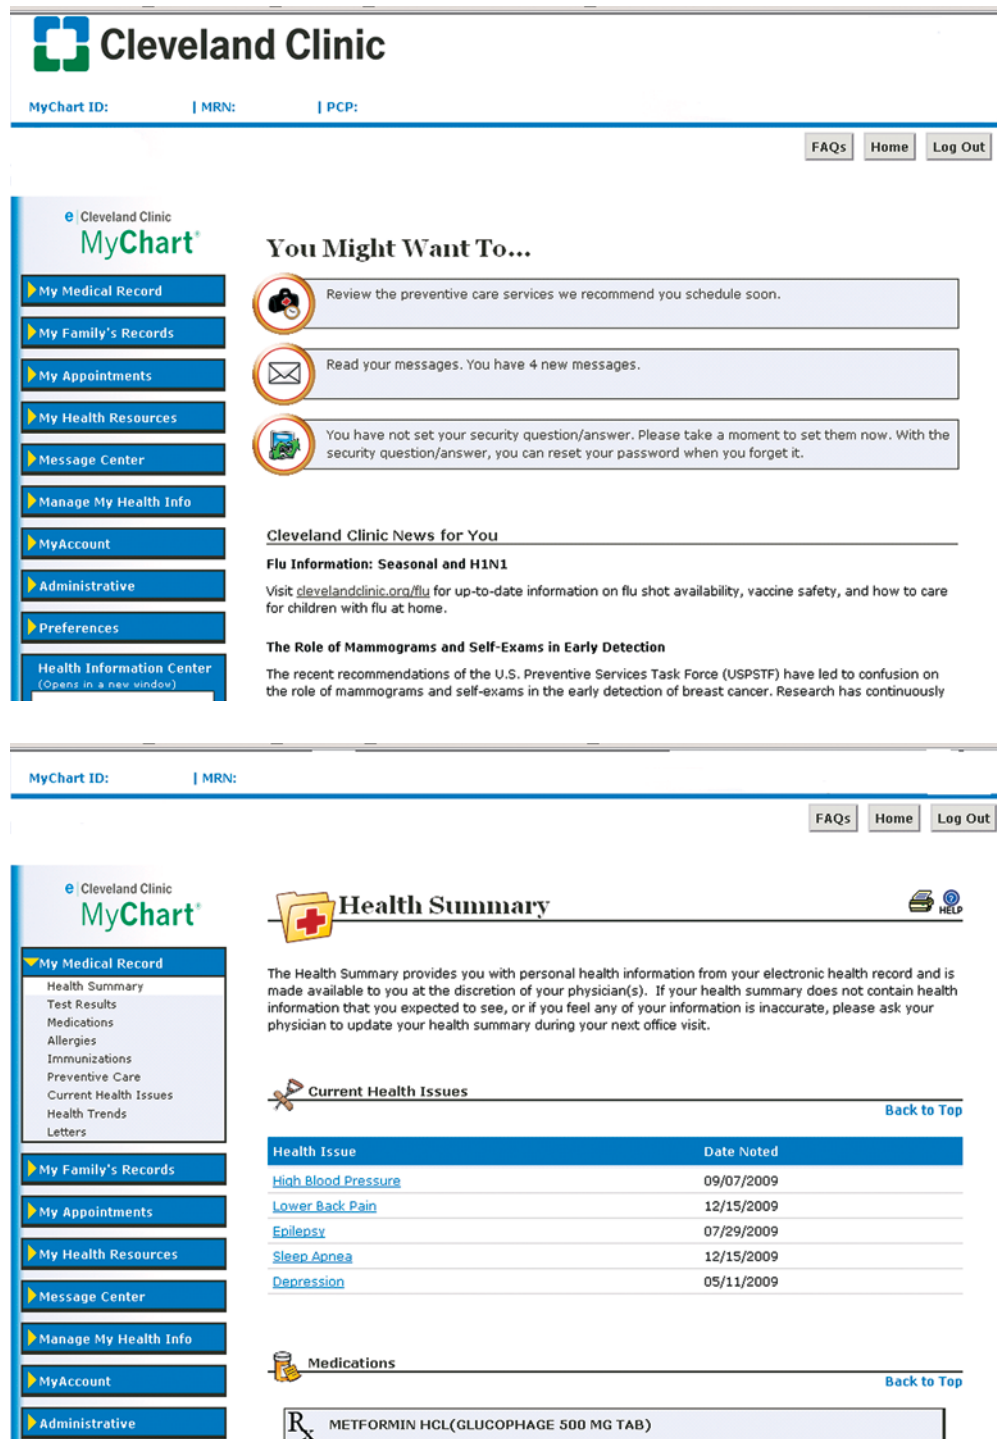 Cleveland Clinic
MyChart ID: | MRN: | PCP:
FAQs Home Log Out
e Cleveland Clinic
MyChart®
My Medical Record
My Family's Records
My Appointments
My Health Resources
Message Center
Manage My Health Info
MyAccount
Administrative
Preferences
Health Information Center
(Opens in a new window)
You Might Want To...
Review the preventive care services we recommend you schedule soon.
Read your messages. You have 4 new messages.
You have not set your security question/answer. Please take a moment to set them now. With the
security question/answer, you can reset your password when you forget it.
Cleveland Clinic News for You
Flu Information: Seasonal and H1N1
Visit clevelandclinic.org/flu for up-to-date information on flu shot availability, vaccine safety, and how to care
for children with flu at home.
The Role of Mammograms and Self-Exams in Early Detection
The recent recommendations of the U.S. Preventive Services Task Force (USPSTF) have led to confusion on
the role of mammograms and self-exams in the early detection of breast cancer. Research has continuously
MyChart ID: | MRN:
FAQs Home Log Out
e Cleveland Clinic
MyChart®
My Medical Record
Health Summary
Test Results
Medications
Allergies
Immunizations
Preventive Care
Current Health Issues
Health Trends
Letters
My Family's Records
My Appointments
My Health Resources
Message Center
Manage My Health Info
MyAccount
Administrative
Health Summary
HELP
The Health Summary provides you with personal health information from your electronic health record and is
made available to you at the discretion of your physician(s). If your health summary does not contain health
information that you expected to see, or if you feel any of your information is inaccurate, please ask your
physician to update your health summary during your next office visit.
Current Health Issues
Back to Top
Health Issue Date Noted
High Blood Pressure 09/07/2009
Lower Back Pain 12/15/2009
Epilepsy 07/29/2009
Sleep Apnea 12/15/2009
Depression 05/11/2009
Medications
Back to Top
Rx METFORMIN HCL(GLUCOPHAGE 500 MG TAB)